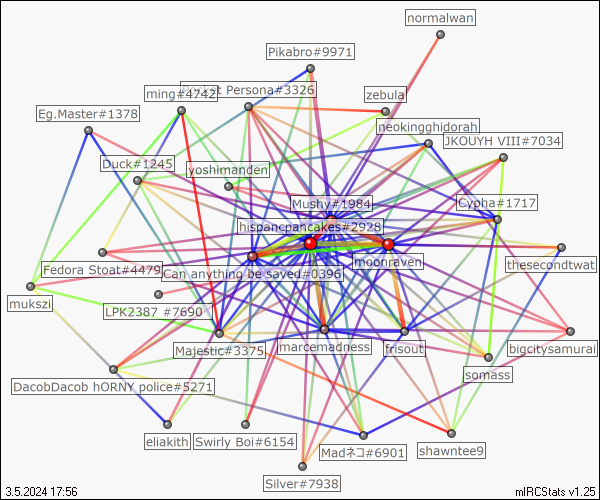 normalwan
Pikabro#9971
Persona#3326
ming#4742
zebula
Eg.Master#1378
neokingghidorah
JKOUYH VIII#7034
Duck#1245
yoshimanden
Mushy#1984
Cypha#1717
hispancpancakes#2928
moonraven
Fedora Stoat#4479
Can anything be saved#0396
thesecondtwat
mukszi
LPK2387 #7690
Majestic#3375
marcemadness
frisout
bigcitysamurai
somass
DacobDacob hORNY police#5271
eliakith
Swirly Boi#6154
Madネコ#6901
shawntee9
Silver#7938
3.5.2024 17:56
mIRCStats v1.25